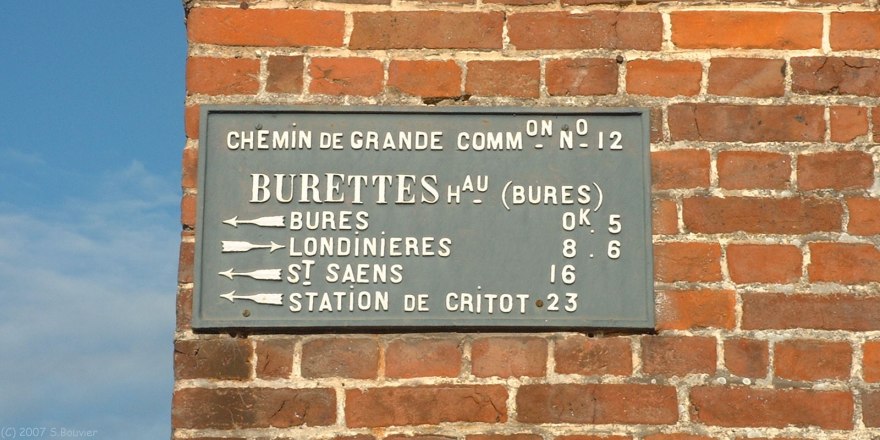 CHEMIN DE GRANDE COMMON NO 12
BURETTES HAU (BURES)
BURES 0K. 5
LONDINIERES 8 . 6
ST SAENS 16
STATION DE CRITOT 23
(C) 2007 S.Bouvier